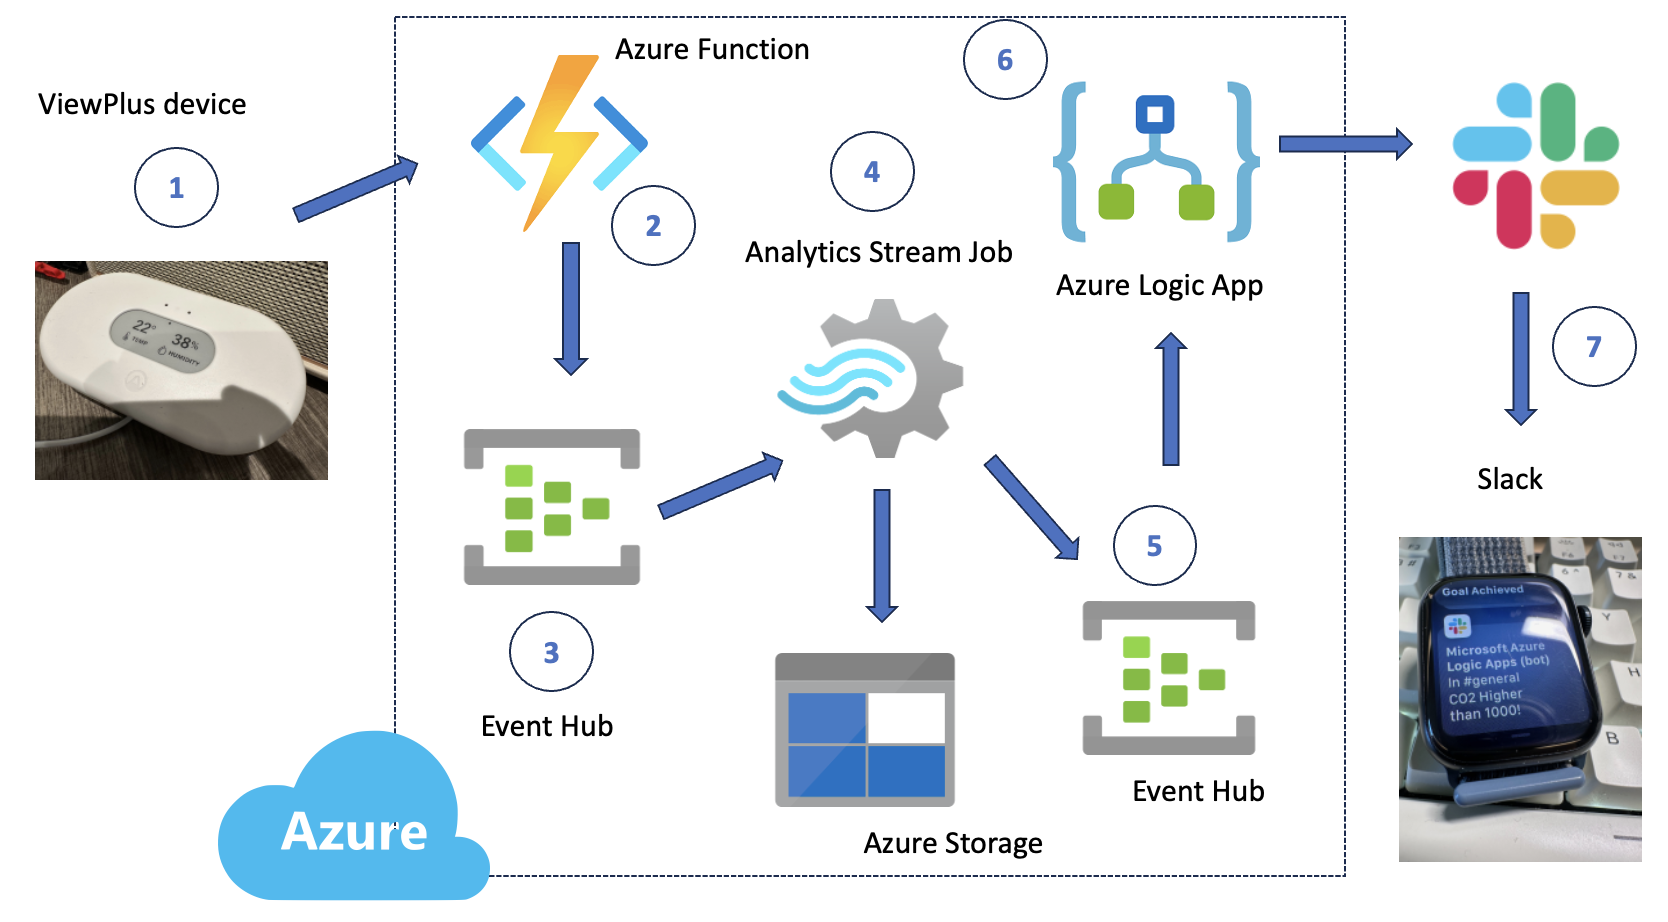 ViewPlus device
1
22°
TEMP
38%
HUMIDITY
Azure Function
2
3
Event Hub
4
Analytics Stream Job
Azure Storage
5
Event Hub
6
Azure Logic App
7
Slack
Goal Achieved
Microsoft Azure
Logic Apps (bot)
In #general
CO2 Higher
than 1000!
Y
H
B
Azure